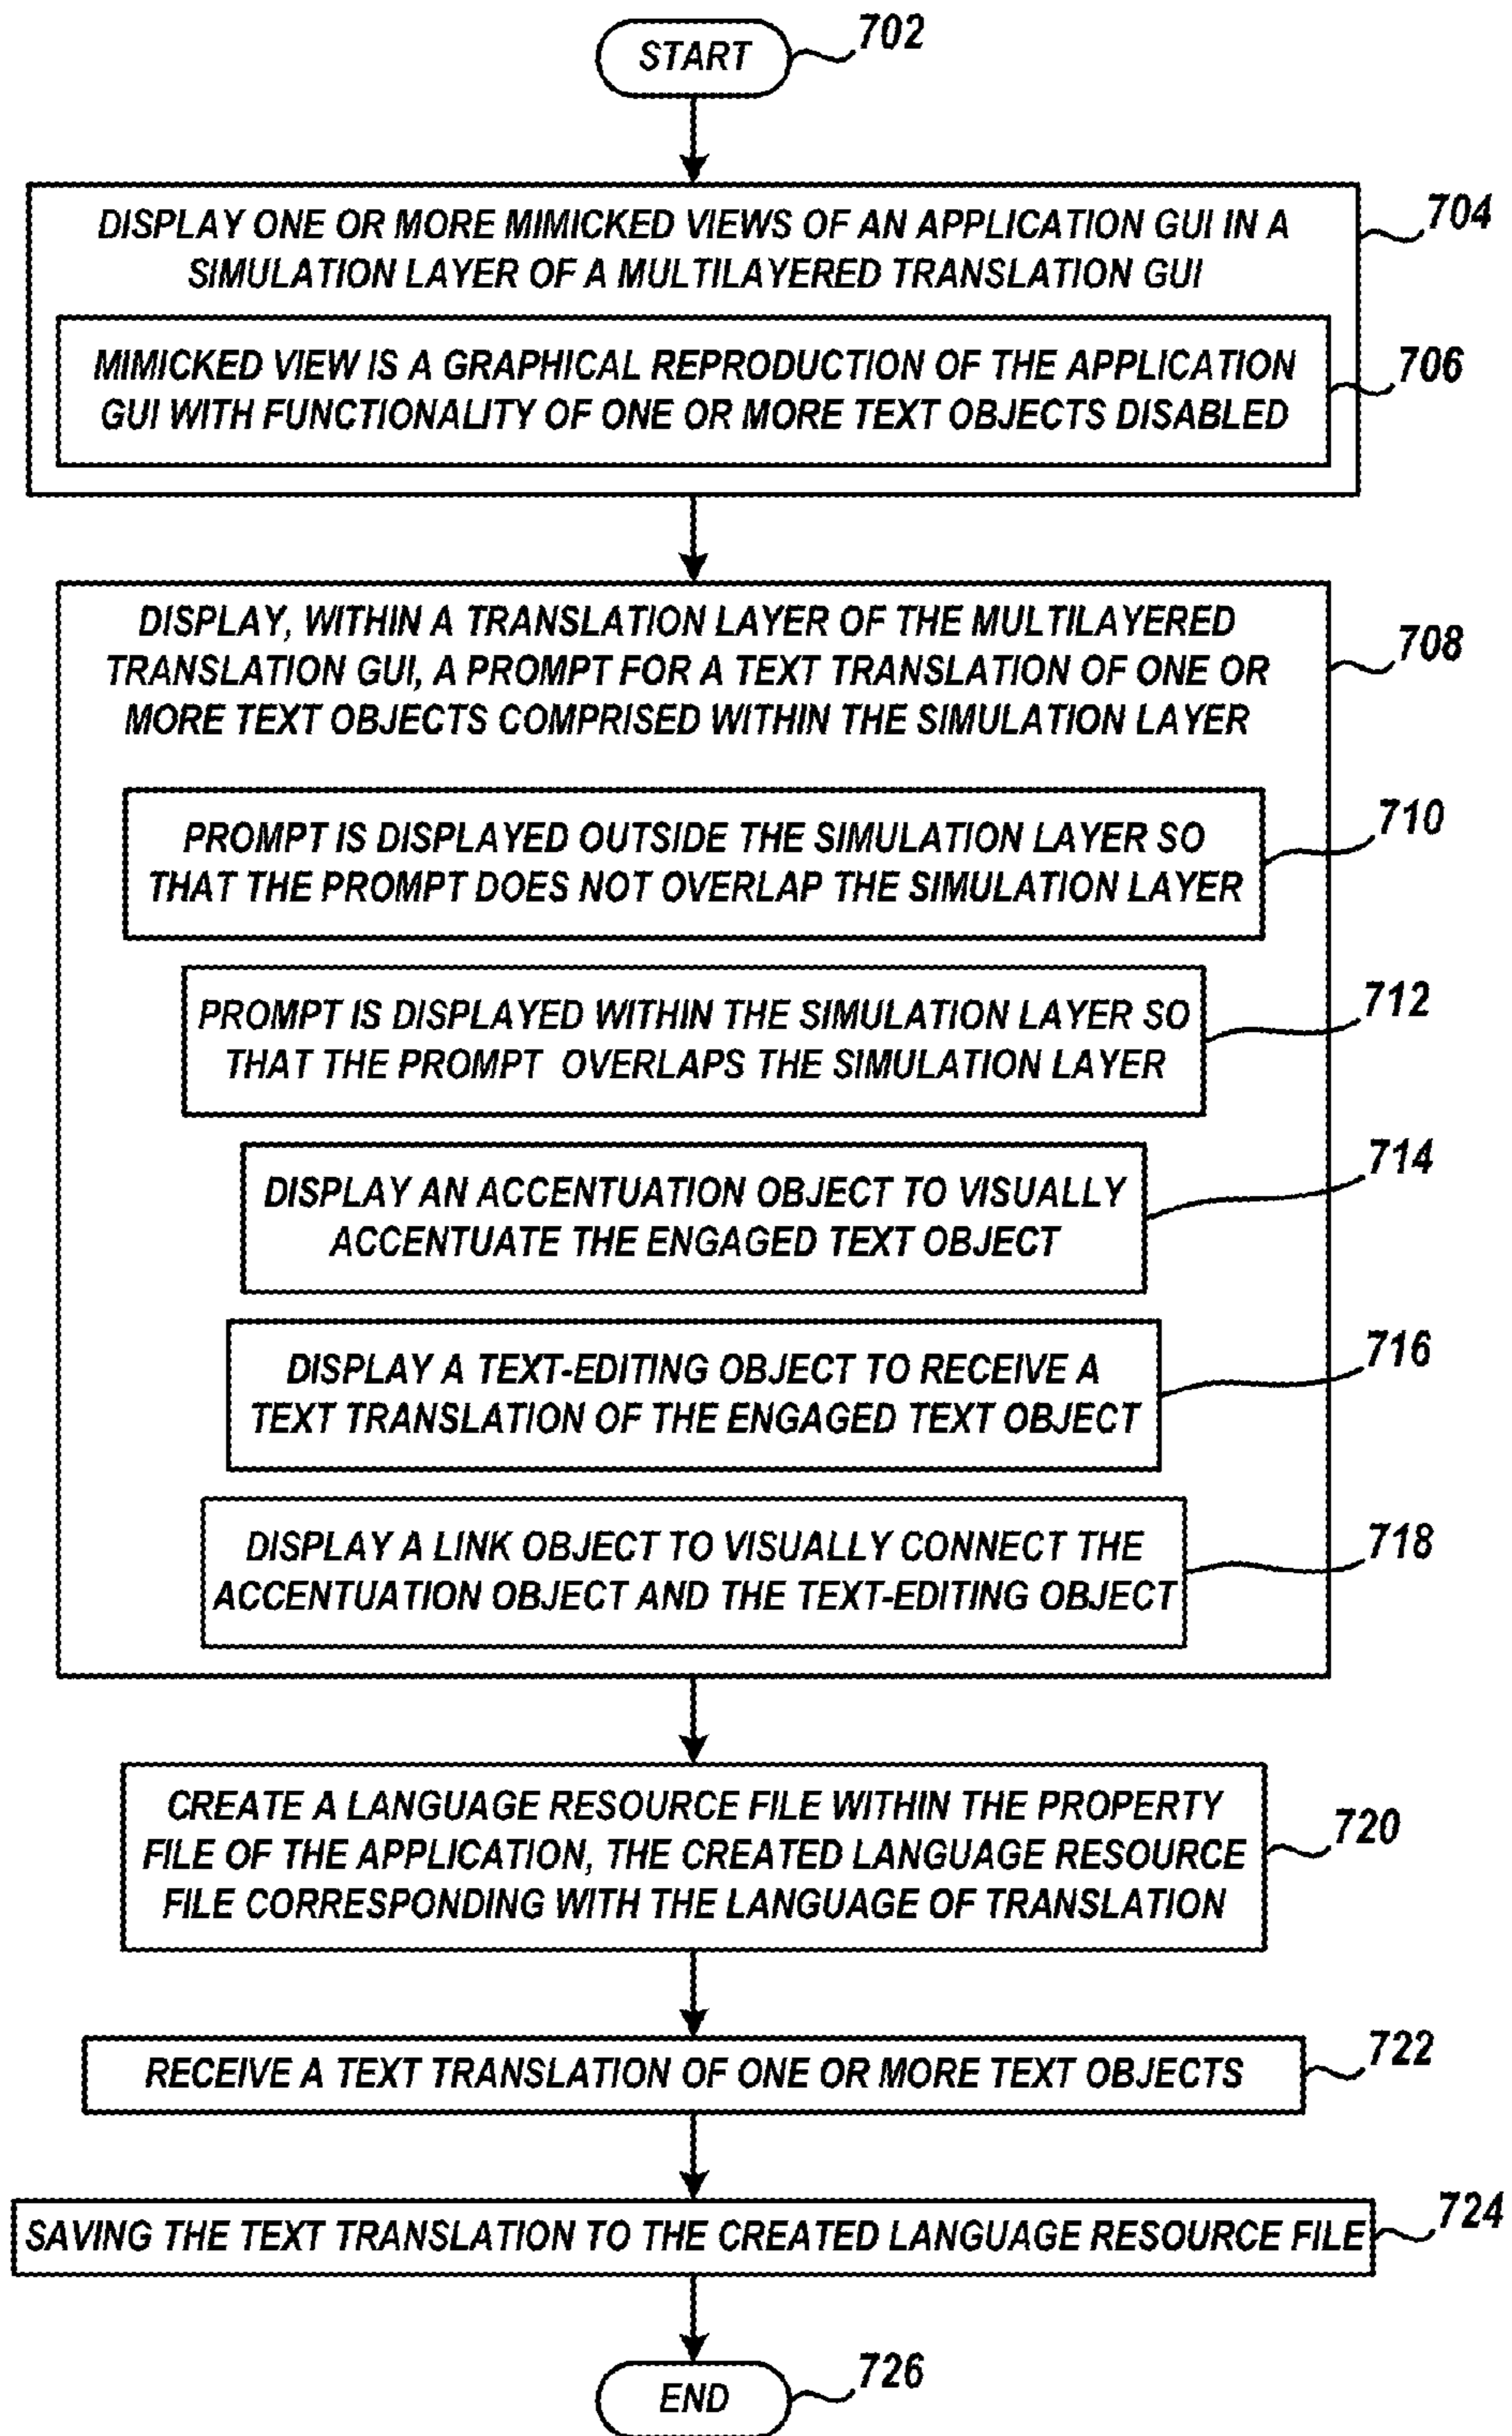 START
702
DISPLAY ONE OR MORE MIMICKED VIEWS OF AN APPLICATION GUI IN A
SIMULATION LAYER OF A MULTILAYERED TRANSLATION GUI
704
MIMICKED VIEW IS A GRAPHICAL REPRODUCTION OF THE APPLICATION
GUI WITH FUNCTIONALITY OF ONE OR MORE TEXT OBJECTS DISABLED
706
DISPLAY, WITHIN A TRANSLATION LAYER OF THE MULTILAYERED
TRANSLATION GUI, A PROMPT FOR A TEXT TRANSLATION OF ONE OR
MORE TEXT OBJECTS COMPRISED WITHIN THE SIMULATION LAYER
708
PROMPT IS DISPLAYED OUTSIDE THE SIMULATION LAYER SO
THAT THE PROMPT DOES NOT OVERLAP THE SIMULATION LAYER
710
PROMPT IS DISPLAYED WITHIN THE SIMULATION LAYER SO
THAT THE PROMPT OVERLAPS THE SIMULATION LAYER
712
DISPLAY AN ACCENTUATION OBJECT TO VISUALLY
ACCENTUATE THE ENGAGED TEXT OBJECT
714
DISPLAY A TEXT-EDITING OBJECT TO RECEIVE A
TEXT TRANSLATION OF THE ENGAGED TEXT OBJECT
716
DISPLAY A LINK OBJECT TO VISUALLY CONNECT THE
ACCENTUATION OBJECT AND THE TEXT-EDITING OBJECT
718
CREATE A LANGUAGE RESOURCE FILE WITHIN THE PROPERTY
FILE OF THE APPLICATION, THE CREATED LANGUAGE RESOURCE
FILE CORRESPONDING WITH THE LANGUAGE OF TRANSLATION
720
RECEIVE A TEXT TRANSLATION OF ONE OR MORE TEXT OBJECTS
722
SAVING THE TEXT TRANSLATION TO THE CREATED LANGUAGE RESOURCE FILE
724
END
726